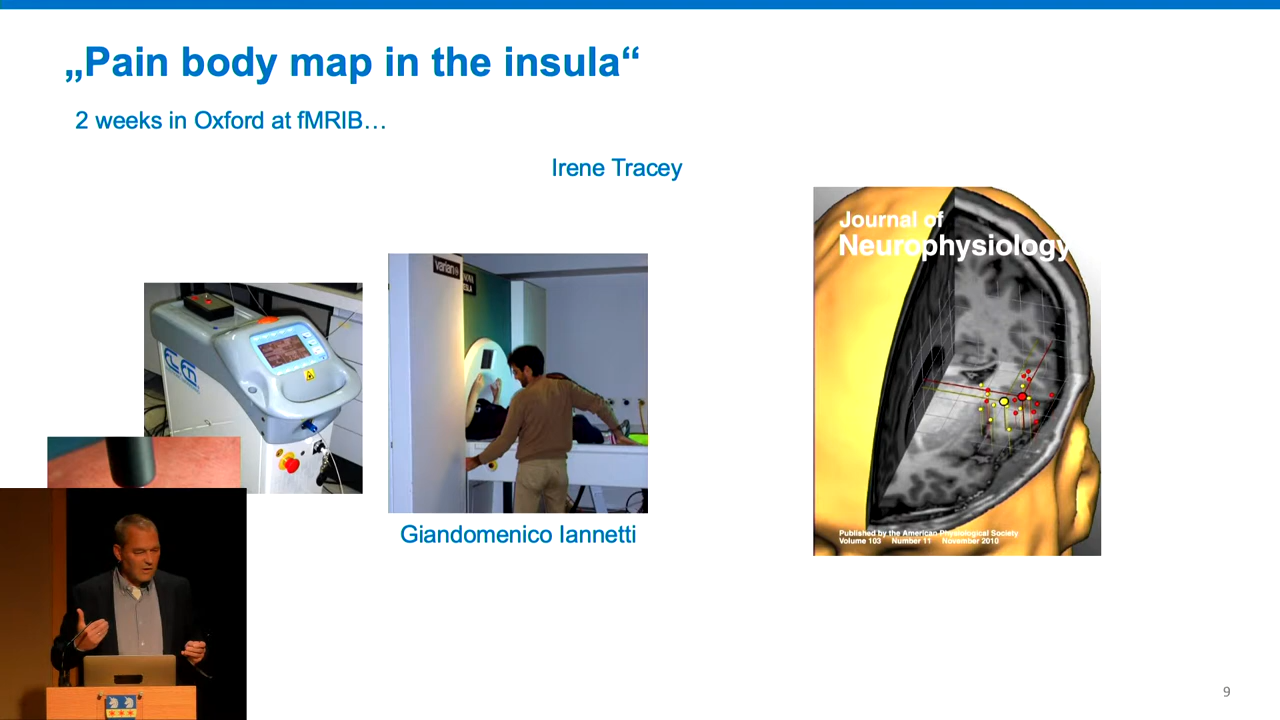 „Pain body map in the insula“
2 weeks in Oxford at fMRIB…
Irene Tracey
varian
Giandomenico Iannetti
Journal of
Neurophysiology
Published by the American Physiological Society
Volume 103 Number 11 November 2010
9